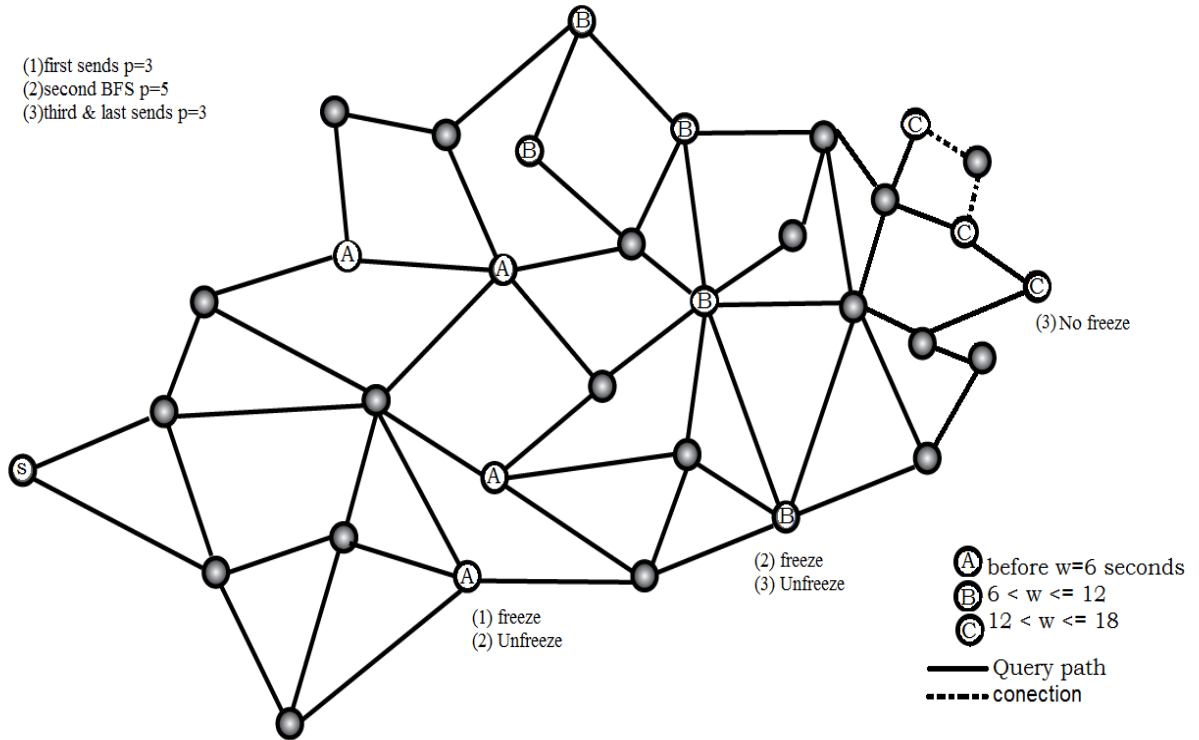 B
(1)first sends p=3
(2)second BFS p=5
(3)third & last sends p=3
C
B
B
C
A
A
C
B
(3) No freeze
S
A
B
(2) freeze
(3) Unfreeze
A
(1) freeze
(2) Unfreeze
A before w=6 seconds
B 6 < w <= 12
C 12 < w <= 18
Query path
conection